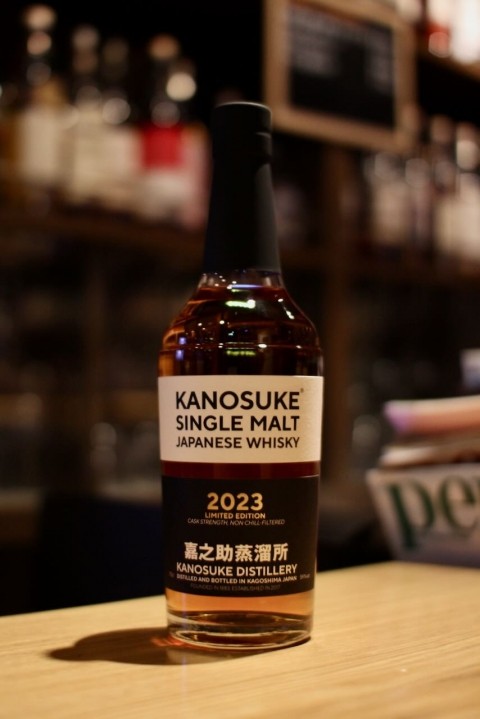 KANOSUKE®
SINGLE MALT
JAPANESE WHISKY
2023
LIMITED EDITION
CASK STRENGTH, NON CHILL-FILTERED
嘉之助蒸溜所
KANOSUKE DISTILLERY
DISTILLED AND BOTTLED IN KAGOSHIMA JAPAN
pe